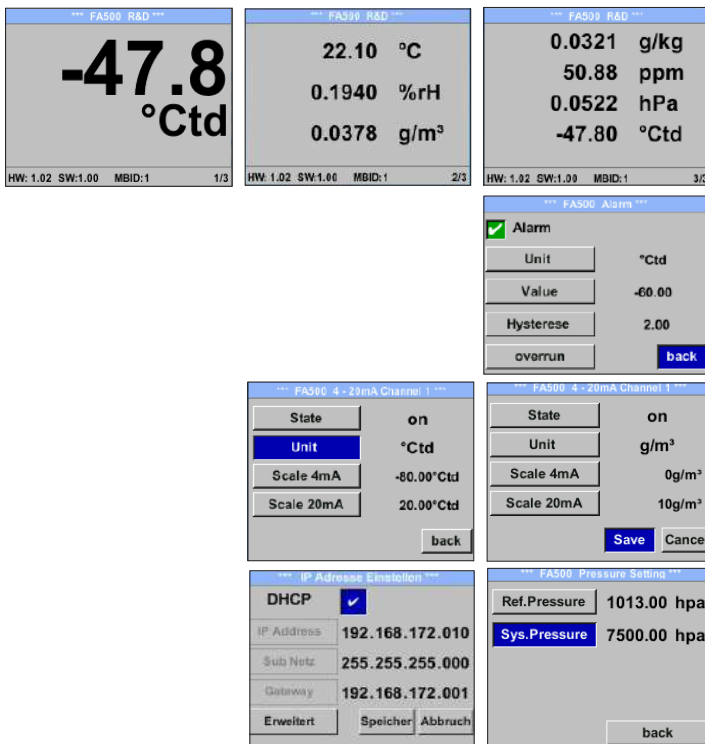 *** FA500 R&D ***
-47.8
°Ctd
HW: 1.02 SW:1.00 MBID:1 1/3
*** FA500 R&D ***
22.10 °C
0.1940 %rH
0.0378 g/m³
HW: 1.02 SW:1.00 MBID:1 2/3
*** FA500 R&D ***
0.0321 g/kg
50.88 ppm
0.0522 hPa
-47.80 °Ctd
HW: 1.02 SW:1.00 MBID:1 3/3
*** FA500 Alarm ***
Alarm
Unit °Ctd
Value -60.00
Hysterese 2.00
overrun back
*** FA500 4 - 20mA Channel 1 ***
State on
Unit °Ctd
Scale 4mA -80.00°Ctd
Scale 20mA 20.00°Ctd
back
*** FA500 4 - 20mA Channel 1 ***
State on
Unit g/m³
Scale 4mA 0g/m³
Scale 20mA 10g/m³
Save Cance
*** IP Adresse Einstellen ***
DHCP
IP Address 192.168.172.010
Sub Netz 255.255.255.000
Gateway 192.168.172.001
Erweitert Speicher Abbruch
*** FA500 Pressure Setting ***
Ref.Pressure 1013.00 hpa
Sys.Pressure 7500.00 hpa
back